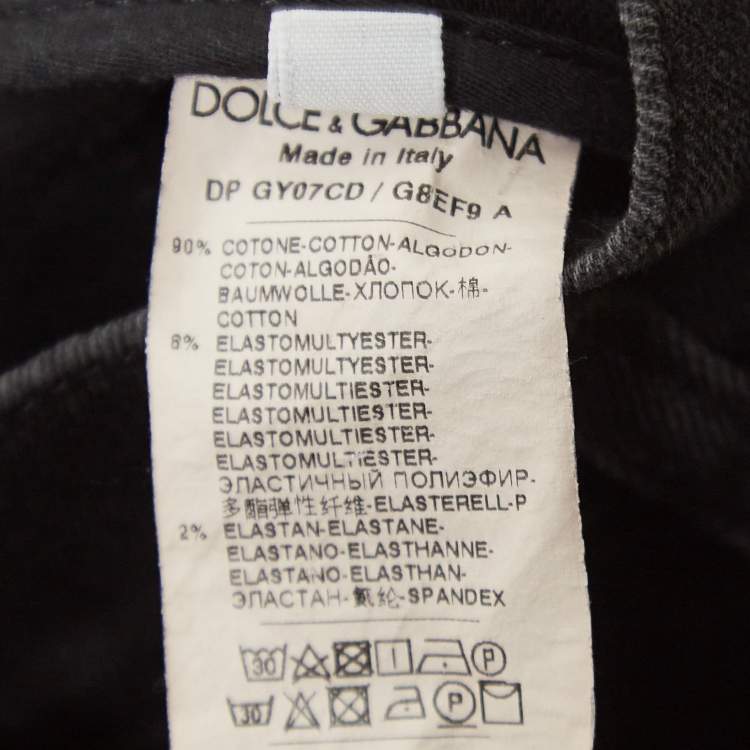 DOLCE & GABBANA
Made in Italy
DP GY07CD / G8EF9 A
90% COTONE-COTTON-ALGODON-
COTON-ALGODÃO-
BAUMWOLLE-ХЛОПОК-棉-
COTTON
8% ELASTOMULTYESTER-
ELASTOMULTYESTER-
ELASTOMULTIESTER-
ELASTOMULTIESTER-
ELASTOMULTIESTER-
ELASTOMULTIESTER-
ЭЛАСТИЧНЫЙ ПОЛИЭФИР-
多酯弹性纤维-ELASTERELL-P
2% ELASTAN-ELASTANE-
ELASTANO-ELASTHANNE-
ELASTANO-ELASTHAN-
ЭЛАСТАН-氨纶-SPANDEX
30 P
30 P